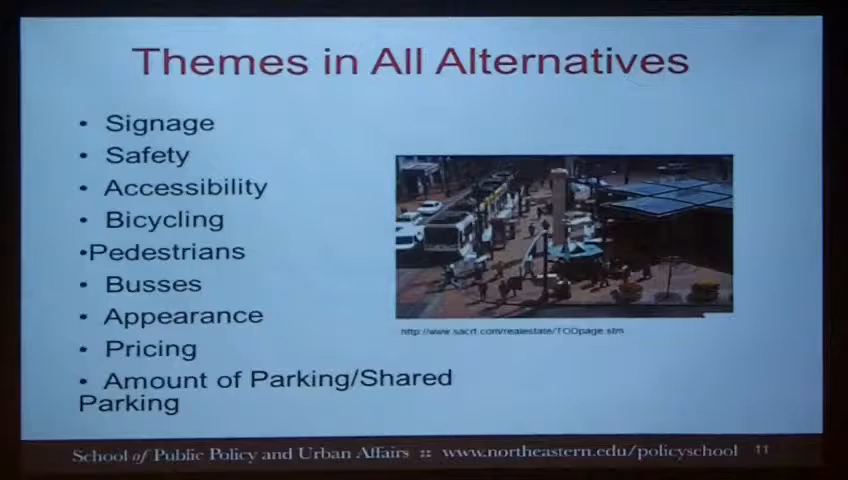 Themes in All Alternatives
• Signage
• Safety
• Accessibility
• Bicycling
•Pedestrians
• Busses
• Appearance
• Pricing
• Amount of Parking/Shared
Parking
http://www.sacrt.com/realestate/TODpage.stm
School of Public Policy and Urban Affairs :: www.northeastern.edu/policyschool 11